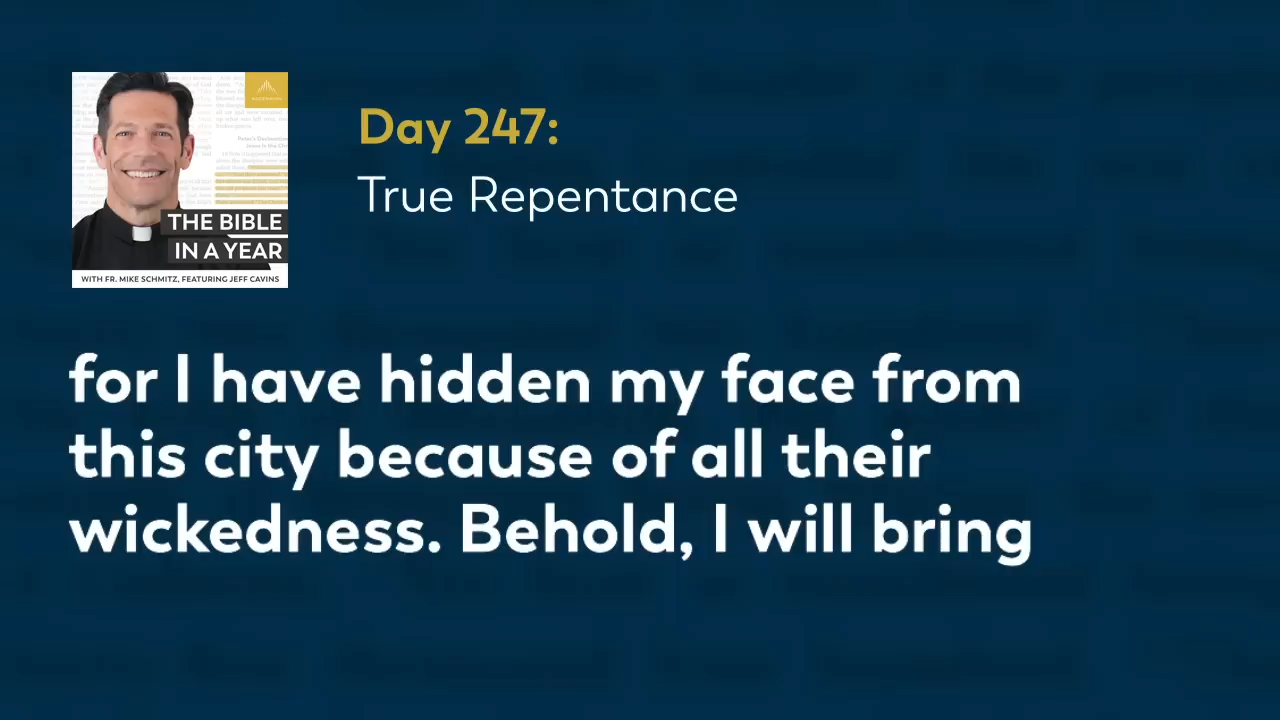 Day 247:
True Repentance
THE BIBLE
IN A YEAR
WITH FR. MIKE SCHMITZ, FEATURING JEFF CAVINS
for I have hidden my face from
this city because of all their
wickedness. Behold, I will bring